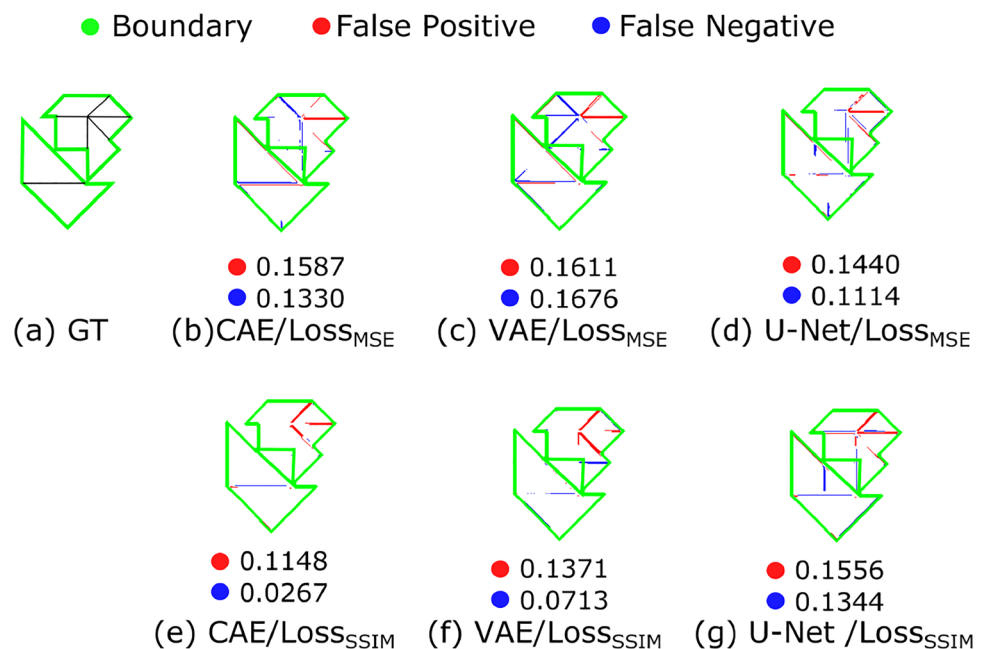 Boundary False Positive False Negative
0.1587 0.1611 0.1440
0.1330 0.1676 0.1114
(a) GT (b)CAE/LossMSE (c) VAE/LossMSE (d) U-Net/LossMSE
0.1148 0.1371 0.1556
0.0267 0.0713 0.1344
(e) CAE/LossSSIM (f) VAE/LossSSIM (g) U-Net /LossSSIM